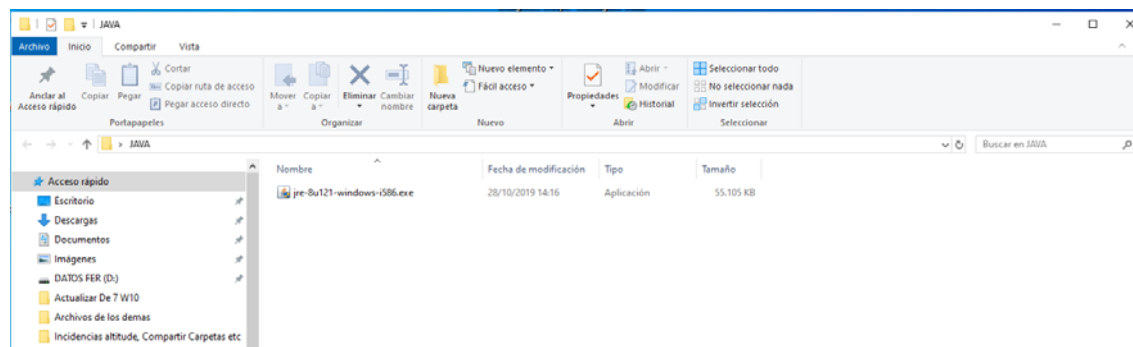 JAVA
Archivo Inicio Compartir Vista
Anclar al Acceso rápido
Copiar
Pegar
Cortar
Copiar ruta de acceso
Pegar acceso directo
Portapapeles
Mover a
Copiar a
Eliminar
Cambiar nombre
Organizar
Nueva carpeta
Nuevo elemento
Fácil acceso
Nuevo
Propiedades
Abrir
Modificar
Historial
Abrir
Seleccionar todo
No seleccionar nada
Invertir selección
Seleccionar
JAVA
Buscar en JAVA
Nombre Fecha de modificación Tipo Tamaño
jre-8u121-windows-i586.exe 28/10/2019 14:16 Aplicación 55.105 KB
Acceso rápido
Escritorio
Descargas
Documentos
Imágenes
DATOS FER (D:)
Actualizar De 7 W10
Archivos de los demas
Incidencias altitude, Compartir Carpetas etc